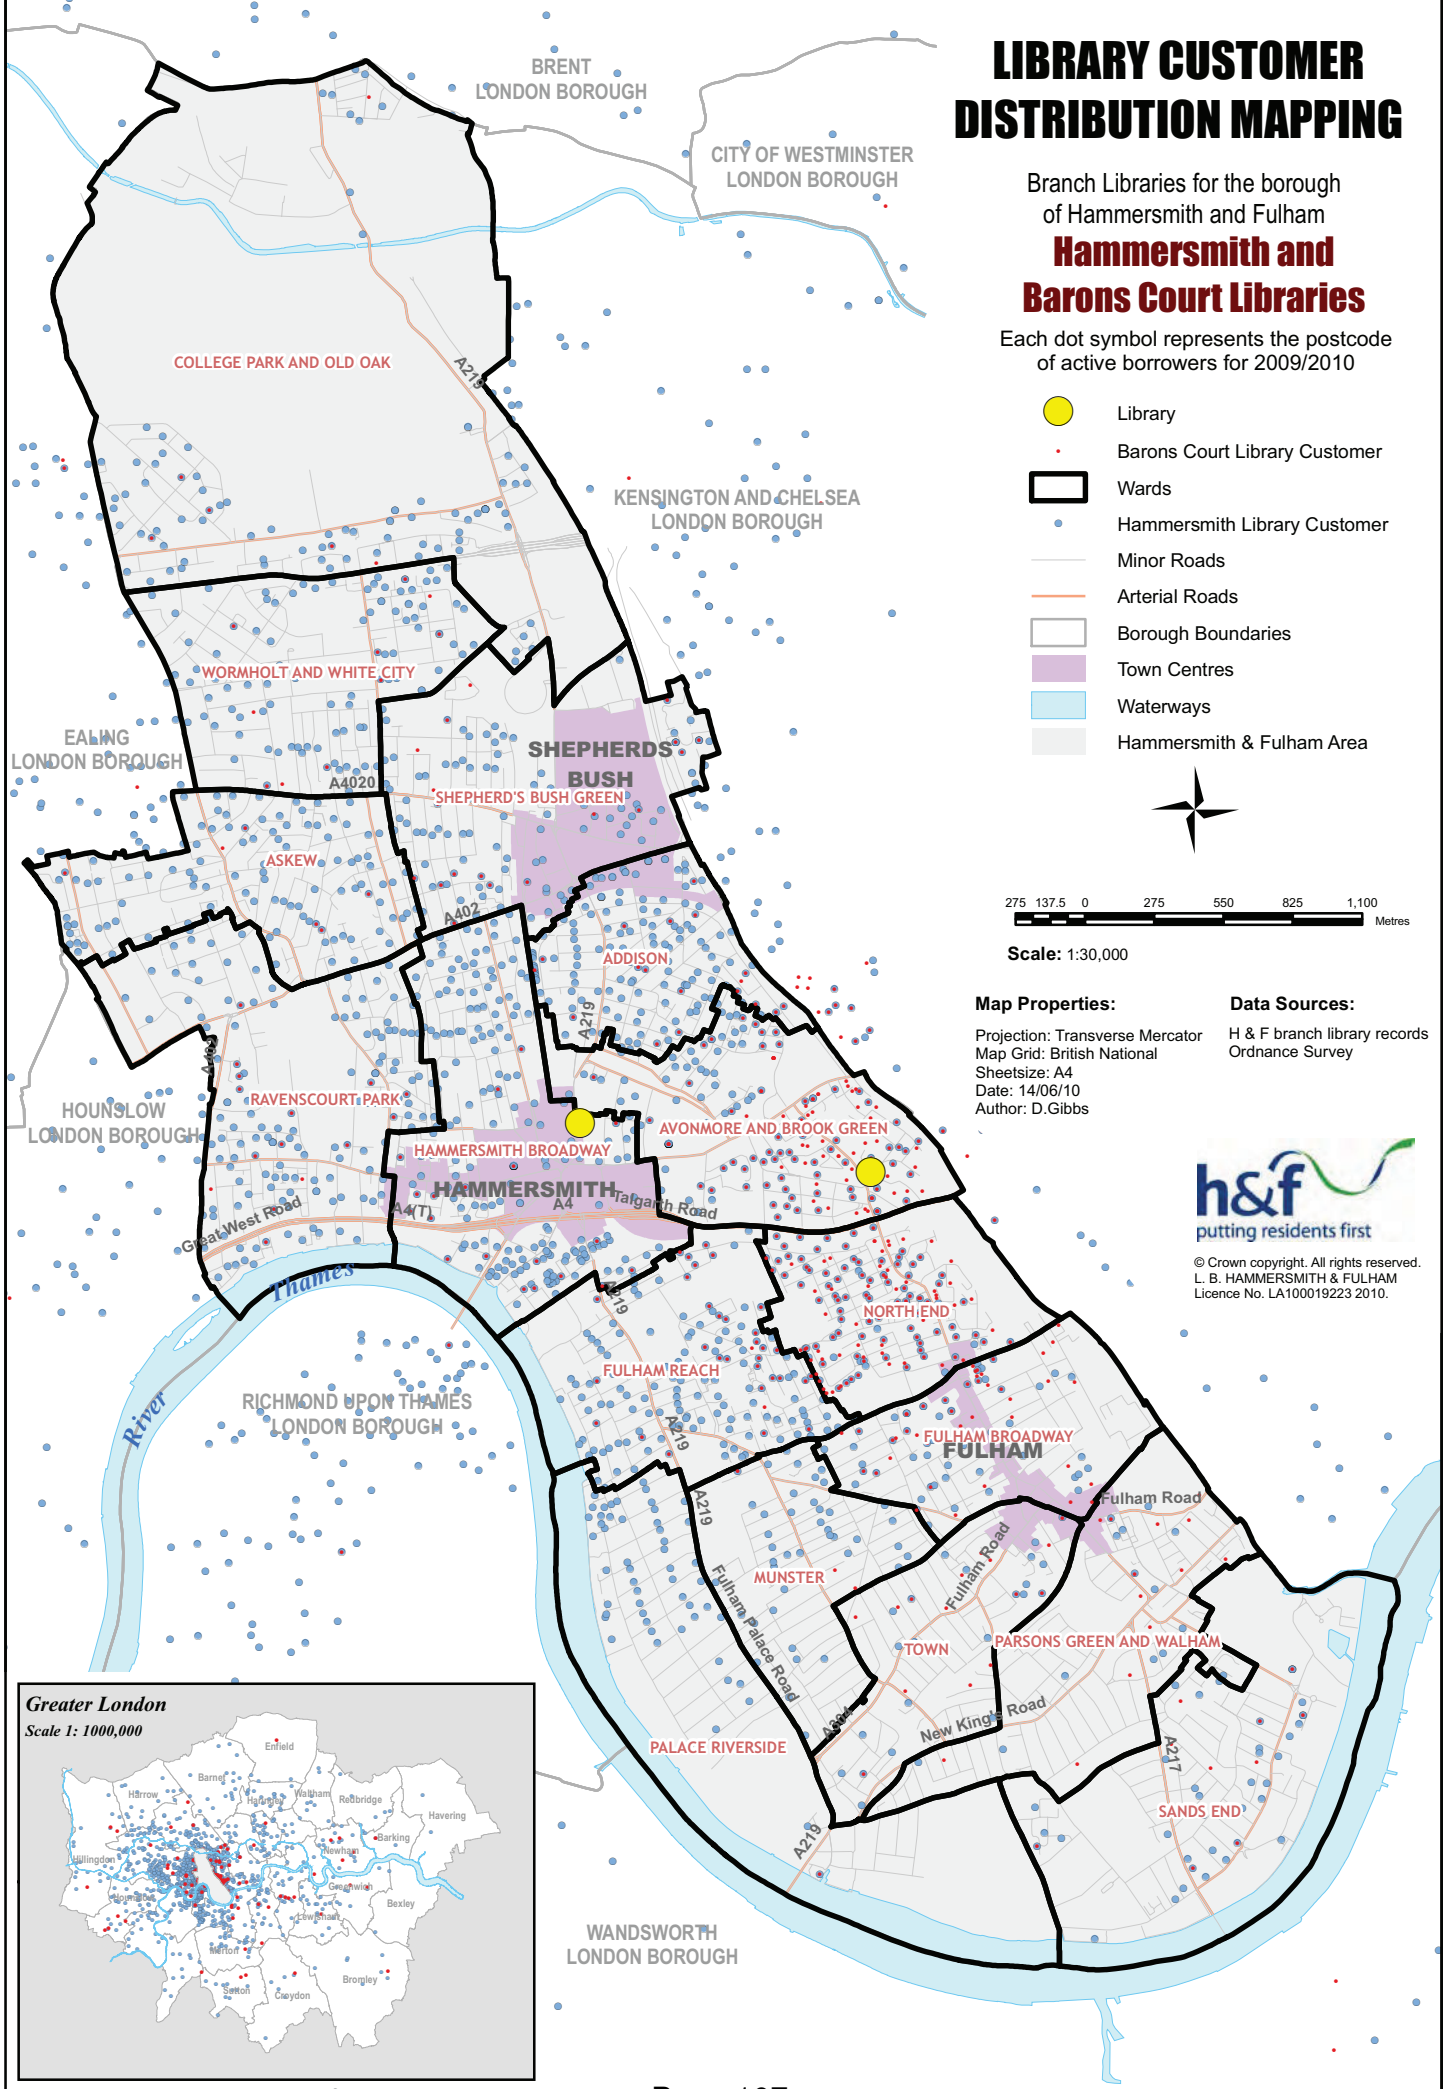 LIBRARY CUSTOMER
DISTRIBUTION MAPPING
Branch Libraries for the borough
of Hammersmith and Fulham
Hammersmith and
Barons Court Libraries
Each dot symbol represents the postcode
of active borrowers for 2009/2010
Library
Barons Court Library Customer
Wards
Hammersmith Library Customer
Minor Roads
Arterial Roads
Borough Boundaries
Town Centres
Waterways
Hammersmith & Fulham Area
275 137.5 0 275 550 825 1,100
Metres
Scale: 1:30,000
Map Properties:
Projection: Transverse Mercator
Map Grid: British National
Sheetsize: A4
Date: 14/06/10
Author: D.Gibbs
Data Sources:
H & F branch library records
Ordnance Survey
h&f
putting residents first
© Crown copyright. All rights reserved.
L. B. HAMMERSMITH & FULHAM
Licence No. LA100019223 2010.
BRENT
LONDON BOROUGH
CITY OF WESTMINSTER
LONDON BOROUGH
COLLEGE PARK AND OLD OAK
A219
KENSINGTON AND CHELSEA
LONDON BOROUGH
WORMHOLT AND WHITE CITY
EALING
LONDON BOROUGH
SHEPHERDS
BUSH
A4020
SHEPHERD'S BUSH GREEN
ASKEW
A402
ADDISON
A219
A402
RAVENSCOURT PARK
HOUNSLOW
LONDON BOROUGH
AVONMORE AND BROOK GREEN
HAMMERSMITH BROADWAY
HAMMERSMITH
A4(T)
A4
Talgarth Road
Great West Road
River
Thames
A219
NORTH END
FULHAM REACH
RICHMOND UPON THAMES
LONDON BOROUGH
A219
FULHAM BROADWAY
FULHAM
A219
Fulham Road
Fulham Road
MUNSTER
Fulham Palace Road
TOWN
PARSONS GREEN AND WALHAM
New King's Road
A304
PALACE RIVERSIDE
A217
SANDS END
A219
WANDSWORTH
LONDON BOROUGH
Greater London
Scale 1: 1000,000
Enfield
Barnet
Harrow
Haringey
Waltham
Redbridge
Havering
Barking
Newham
Hillingdon
Hounslow
Greenwich
Bexley
Lewisham
Merton
Bromley
Sutton
Croydon